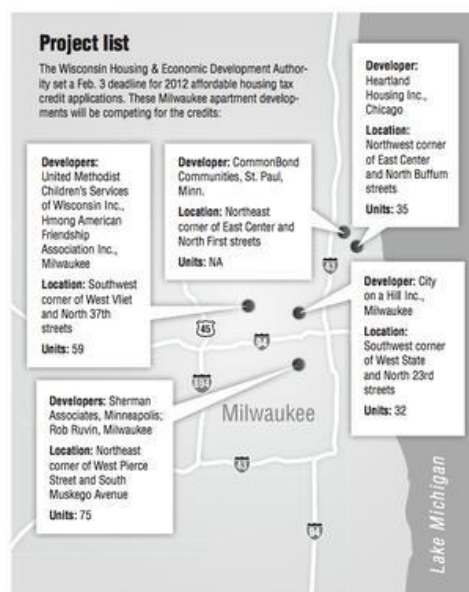 Project list
The Wisconsin Housing & Economic Development Author-
ity set a Feb. 3 deadline for 2012 affordable housing tax
credit applications. These Milwaukee apartment develop-
ments will be competing for the credits:
Developers:
United Methodist
Children's Services
of Wisconsin Inc.,
Hmong American
Friendship
Association Inc.,
Milwaukee
Location: Southwest
corner of West Vliet
and North 37th
streets
Units: 59
Developer: CommonBond
Communities, St. Paul,
Minn.
Location: Northeast
corner of East Center and
North First streets
Units: NA
Developer:
Heartland
Housing Inc.,
Chicago
Location:
Northwest corner
of East Center
and North Buffum
streets
Units: 35
Developer: City
on a Hill Inc.,
Milwaukee
Location:
Southwest corner
of West State
and North 23rd
streets
Units: 32
Developers: Sherman
Associates, Minneapolis;
Rob Ruvin, Milwaukee
Location: Northeast
corner of West Pierce
Street and South
Muskego Avenue
Units: 75
43
45
94
894
Milwaukee
43
94
Lake Michigan